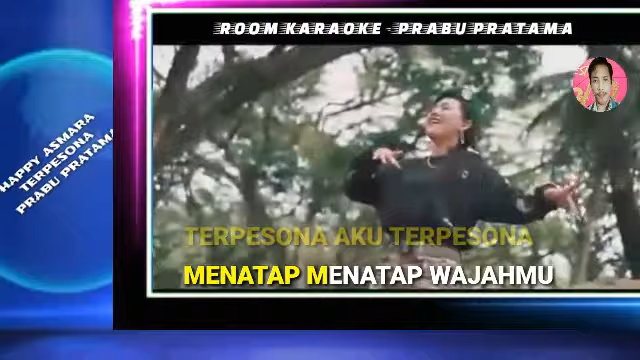 ROOM KARAOKE - PRABU PRATAMA
HAPPY ASMARA
TERPESONA
PRABU PRATAMA
TERPESONA AKU TERPESONA
MENATAP MENATAP WAJAHMU